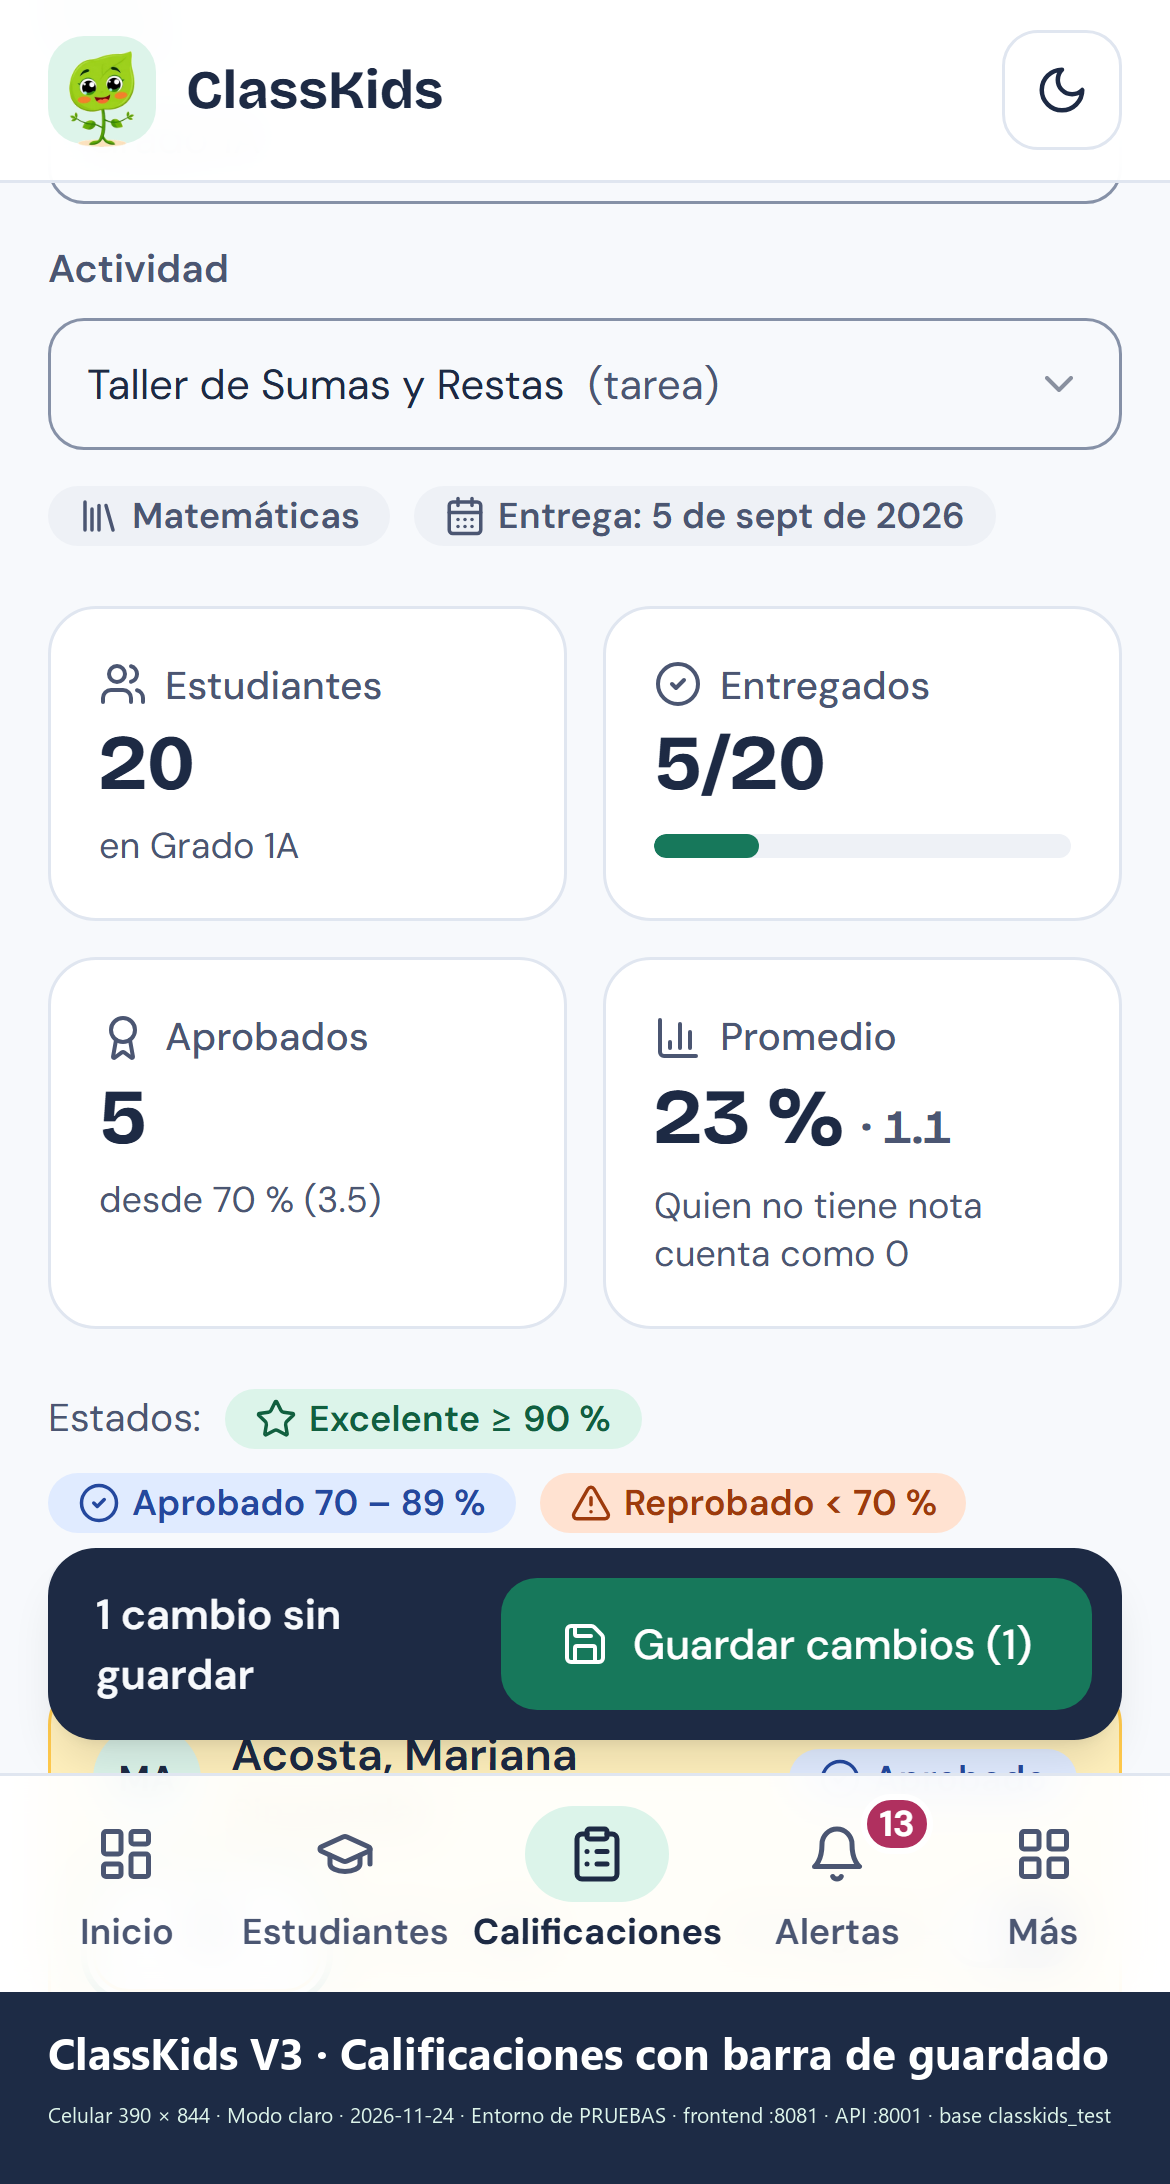 ClassKids
Actividad
Taller de Sumas y Restas (tarea)
Matemáticas
Entrega: 5 de sept de 2026
Estudiantes
20
en Grado 1A
Entregados
5/20
Aprobados
5
desde 70 % (3.5)
Promedio
23 % · 1.1
Quien no tiene nota
cuenta como 0
Estados:
Excelente ≥ 90 %
Aprobado 70 – 89 %
Reprobado < 70 %
1 cambio sin
guardar
Guardar cambios (1)
Acosta, Mariana
MA
Aprobado
13
Inicio
Estudiantes
Calificaciones
Alertas
Más
ClassKids V3 · Calificaciones con barra de guardado
Celular 390 × 844 · Modo claro · 2026-11-24 · Entorno de PRUEBAS · frontend :8081 · API :8001 · base classkids_test